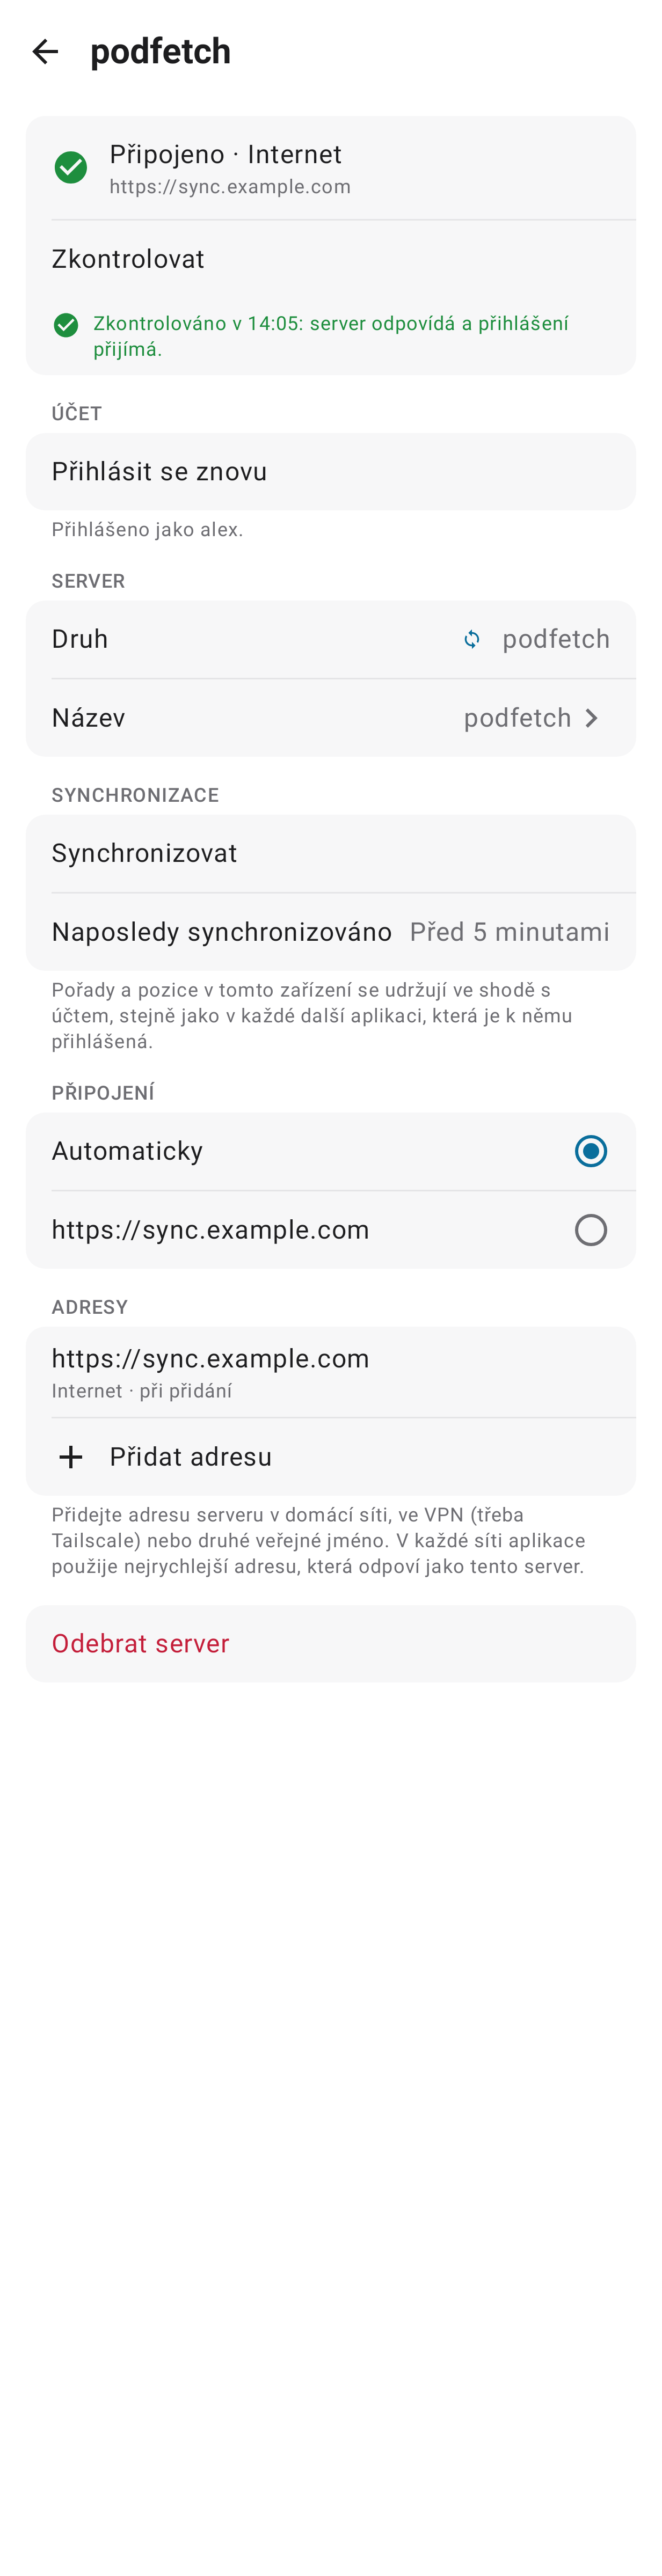 podfetch
Připojeno · Internet
https://sync.example.com
Zkontrolovat
Zkontrolováno v 14:05: server odpovídá a přihlášení
přijímá.
ÚČET
Přihlásit se znovu
Přihlášeno jako alex.
SERVER
Druh podfetch
Název podfetch
SYNCHRONIZACE
Synchronizovat
Naposledy synchronizováno Před 5 minutami
Pořady a pozice v tomto zařízení se udržují ve shodě s
účtem, stejně jako v každé další aplikaci, která je k němu
přihlášená.
PŘIPOJENÍ
Automaticky
https://sync.example.com
ADRESY
https://sync.example.com
Internet · při přidání
Přidat adresu
Přidejte adresu serveru v domácí síti, ve VPN (třeba
Tailscale) nebo druhé veřejné jméno. V každé síti aplikace
použije nejrychlejší adresu, která odpoví jako tento server.
Odebrat server